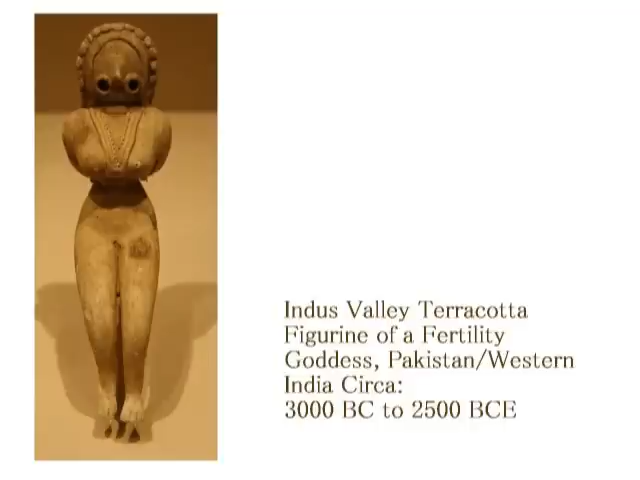 Indus Valley Terracotta
Figurine of a Fertility
Goddess, Pakistan/Western
India Circa:
3000 BC to 2500 BCE